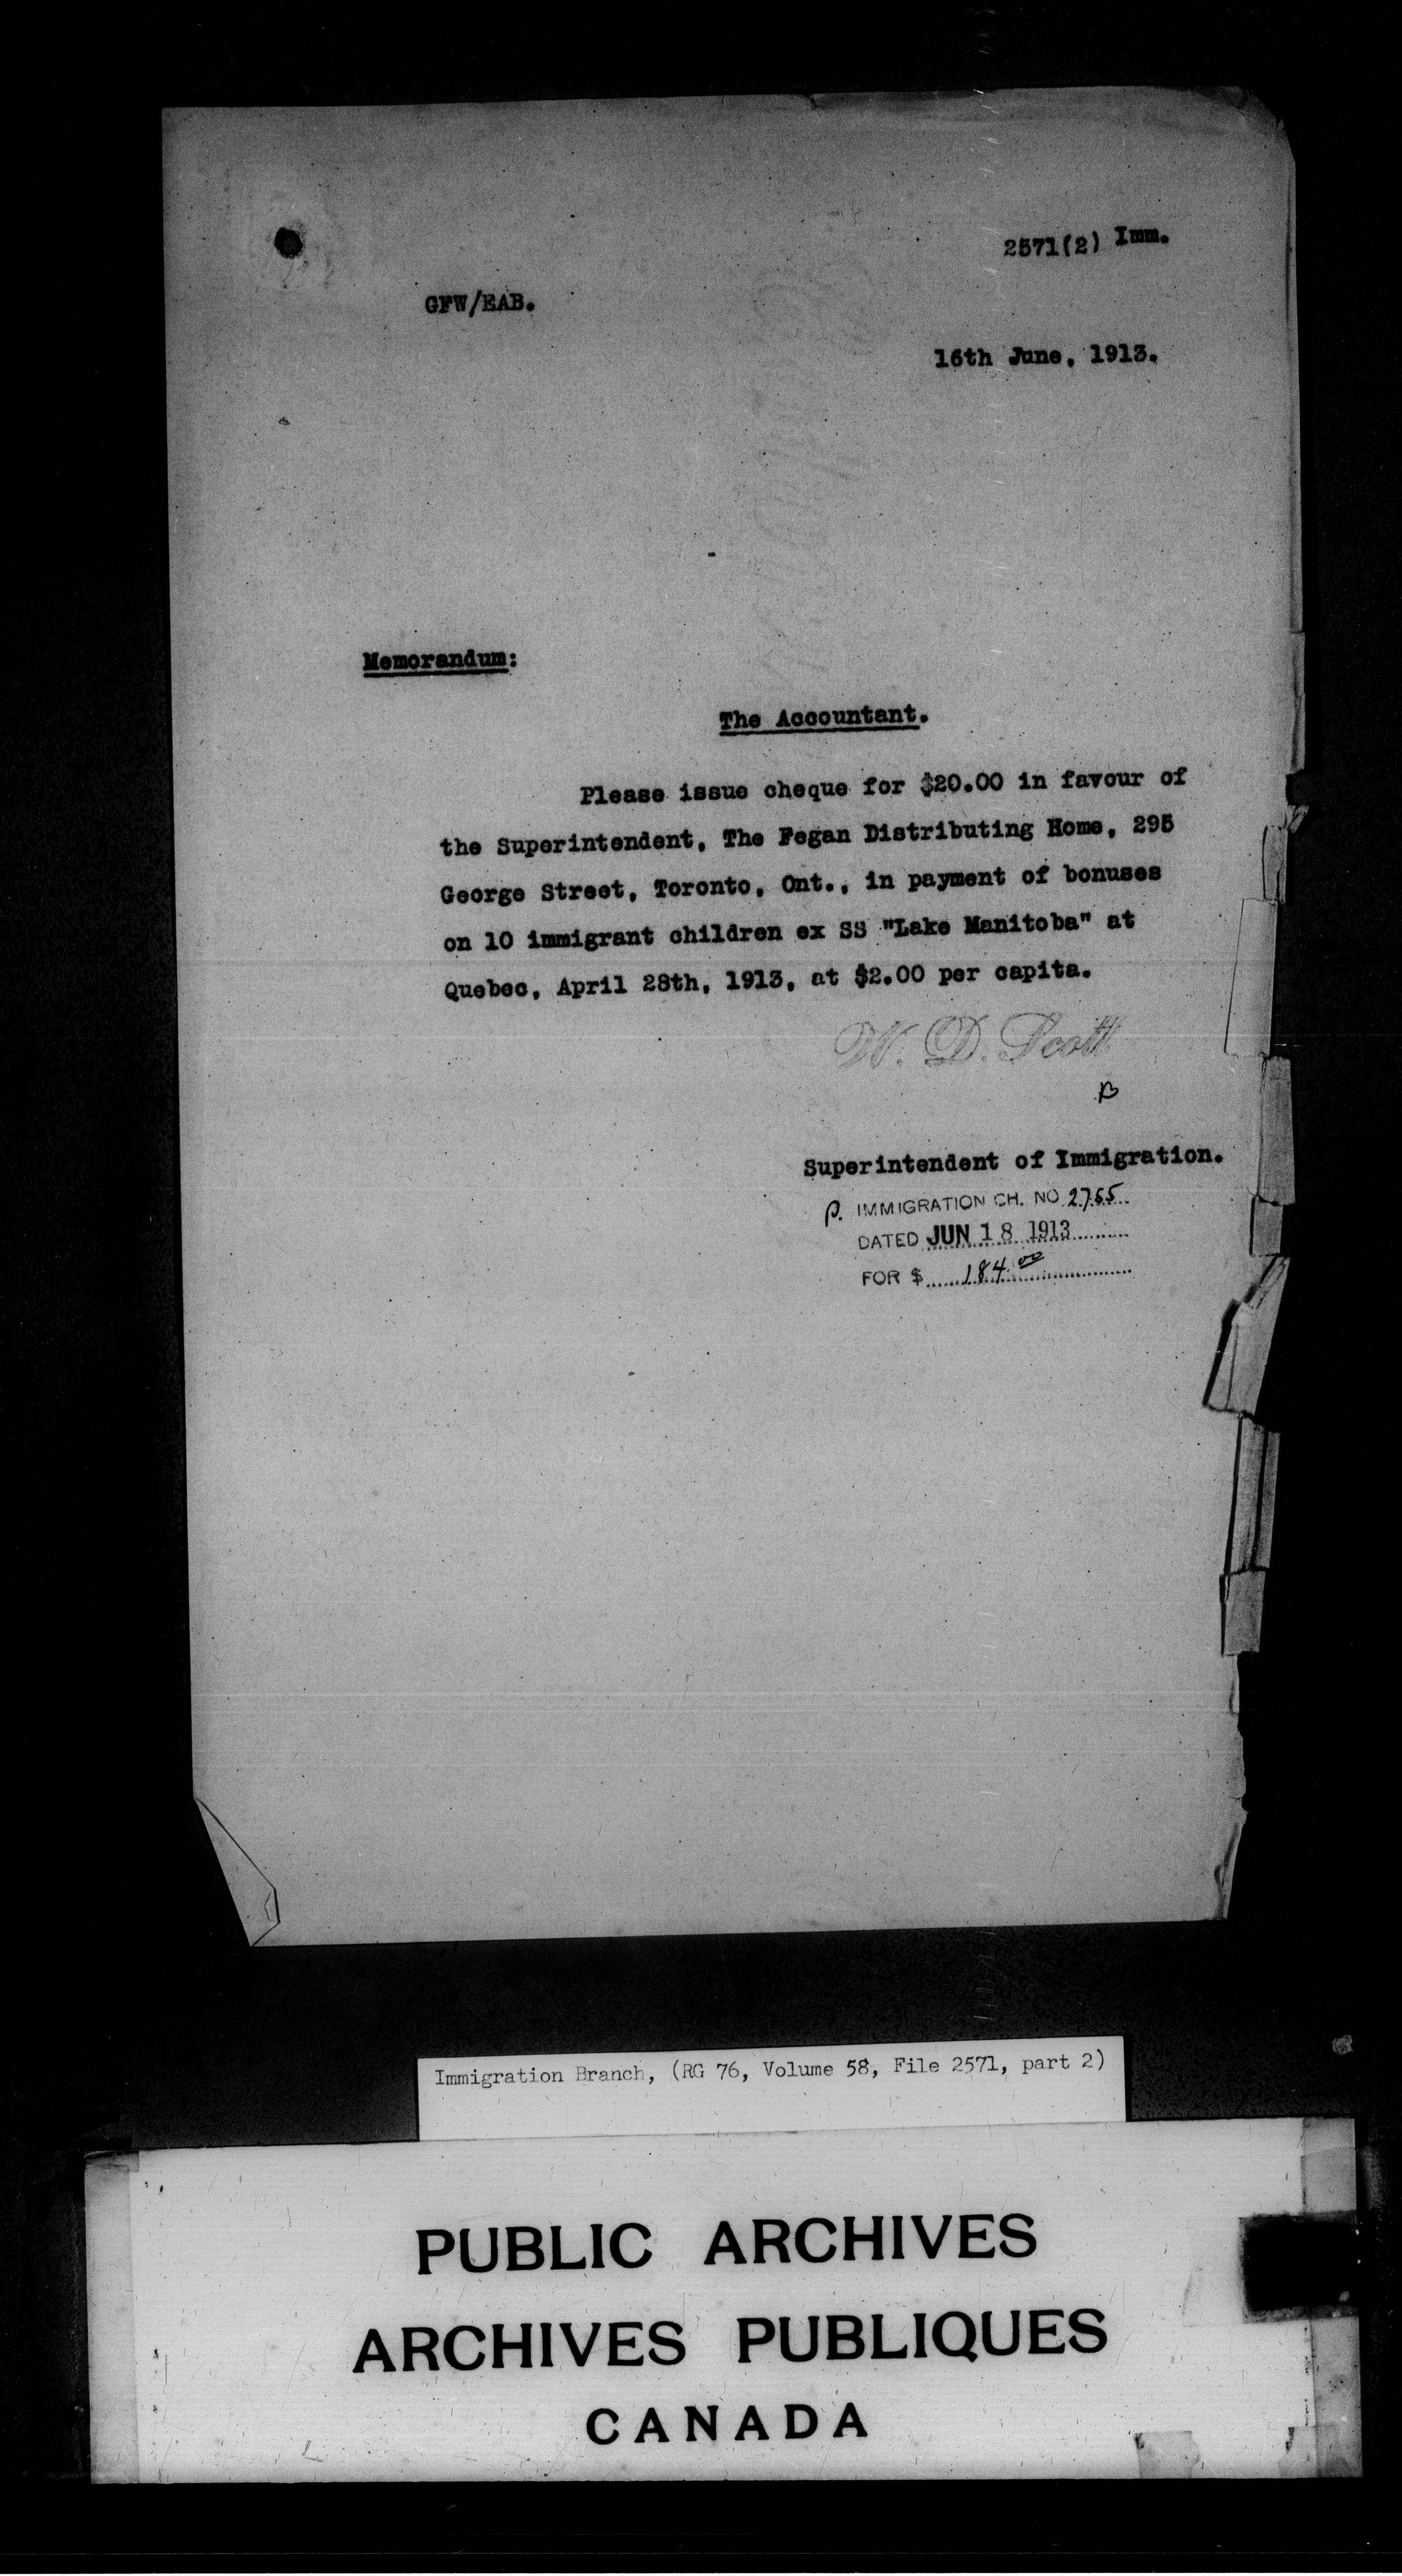 2571(2) Imm.
GFW/EAB.
16th June, 1913.
Memorandum:
The Accountant.
Please issue cheque for $20.00 in favour of
the Superintendent, The Fegan Distributing Home, 295
George Street, Toronto, Ont., in payment of bonuses
on 10 immigrant children ex SS "Lake Manitoba" at
Quebec, April 28th, 1913, at $2.00 per capita.
W. D. Scott
B
Superintendent of Immigration.
P. IMMIGRATION CH. NO 2755
DATED JUN 18 1913
FOR $ 184.00
Immigration Branch, (RG 76, Volume 58, File 2571, part 2)
PUBLIC ARCHIVES
ARCHIVES PUBLIQUES
CANADA